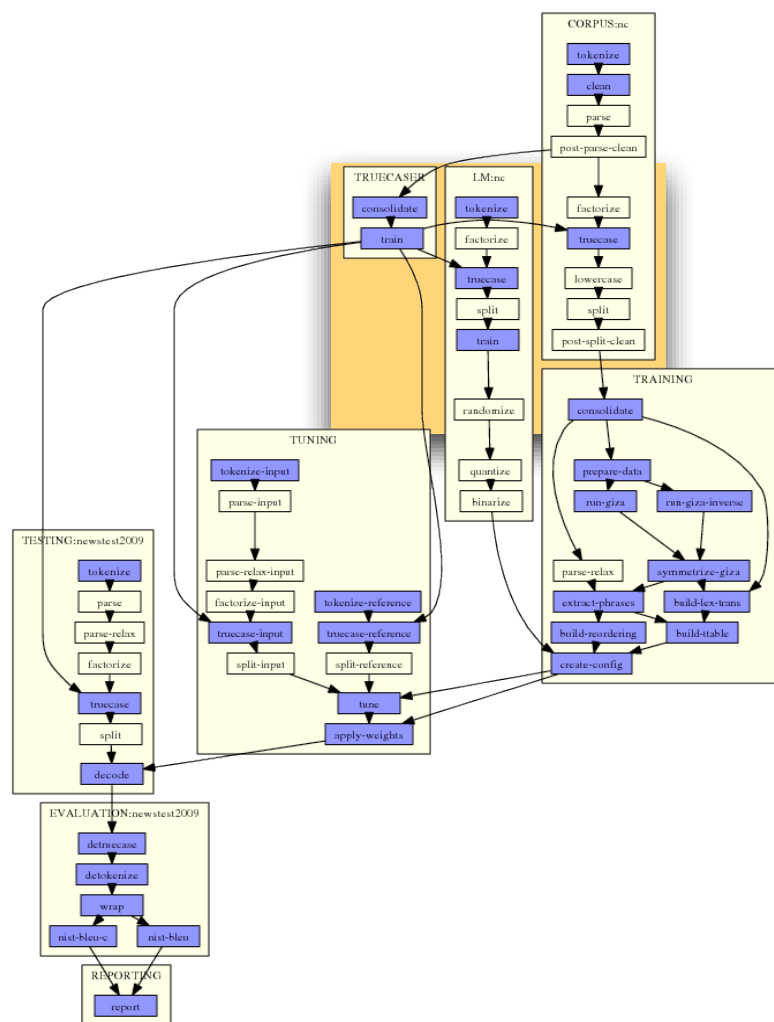 CORPUS:nc
tokenize
clean
parse
post-parse-clean
factorize
truecase
lowercase
split
post-split-clean
TRUECASER
consolidate
train
LM:nc
tokenize
factorize
truecase
split
train
randomize
quantize
binarize
TRAINING
consolidate
prepare-data
run-giza
run-giza-inverse
parse-relax
symmetrize-giza
extract-phrases
build-lex-trans
build-reordering
build-ttable
create-config
TUNING
tokenize-input
parse-input
parse-relax-input
factorize-input
tokenize-reference
truecase-input
truecase-reference
split-input
split-reference
tune
apply-weights
TESTING:newstest2009
tokenize
parse
parse-relax
factorize
truecase
split
decode
EVALUATION:newstest2009
detruecase
detokenize
wrap
nist-bleu-c
nist-bleu
REPORTING
report